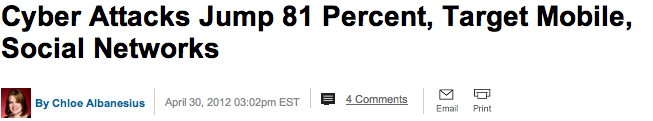 Cyber Attacks Jump 81 Percent, Target Mobile,
Social Networks
By Chloe Albanesius April 30, 2012 03:02pm EST 4 Comments Email Print